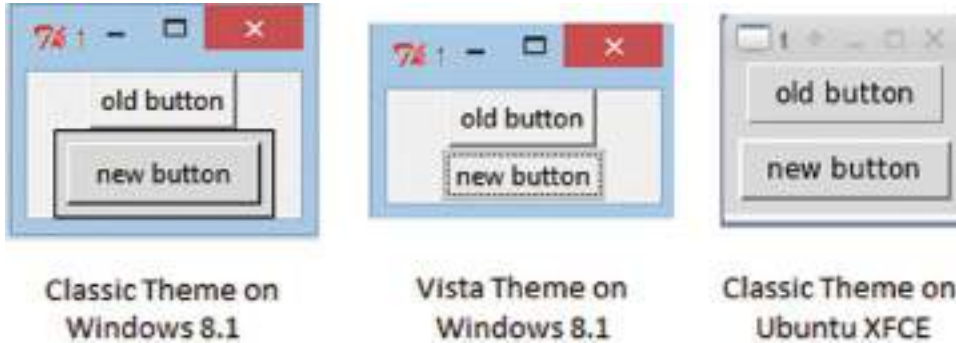 old button
new button
old button
new button
t
old button
new button
Classic Theme on
Windows 8.1
Vista Theme on
Windows 8.1
Classic Theme on
Ubuntu XFCE